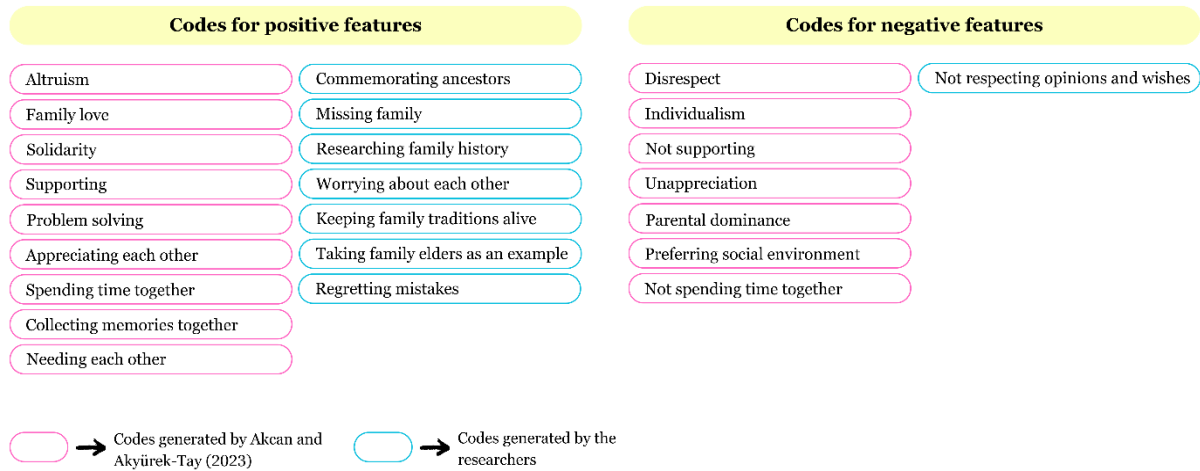 Codes for positive features
Altruism
Family love
Solidarity
Supporting
Problem solving
Appreciating each other
Spending time together
Collecting memories together
Needing each other
Commemorating ancestors
Missing family
Researching family history
Worrying about each other
Keeping family traditions alive
Taking family elders as an example
Regretting mistakes
Codes for negative features
Disrespect
Individualism
Not supporting
Unappreciation
Parental dominance
Preferring social environment
Not spending time together
Not respecting opinions and wishes
Codes generated by Akcan and
Akyürek-Tay (2023)
Codes generated by the
researchers